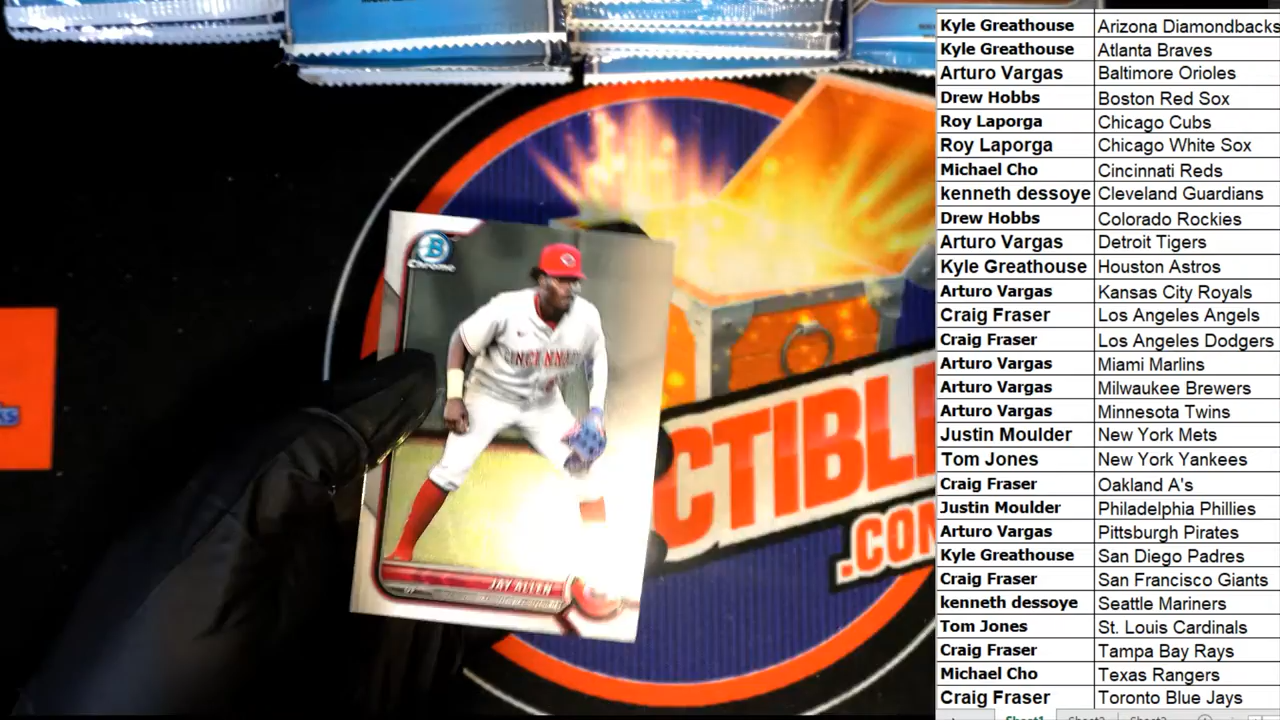 B
Chrome
CINCINNATI
JAY ALLEN
CTIBLE
.CON
Kyle Greathouse Arizona Diamondbacks
Kyle Greathouse Atlanta Braves
Arturo Vargas Baltimore Orioles
Drew Hobbs Boston Red Sox
Roy Laporga Chicago Cubs
Roy Laporga Chicago White Sox
Michael Cho Cincinnati Reds
kenneth dessoye Cleveland Guardians
Drew Hobbs Colorado Rockies
Arturo Vargas Detroit Tigers
Kyle Greathouse Houston Astros
Arturo Vargas Kansas City Royals
Craig Fraser Los Angeles Angels
Craig Fraser Los Angeles Dodgers
Arturo Vargas Miami Marlins
Arturo Vargas Milwaukee Brewers
Arturo Vargas Minnesota Twins
Justin Moulder New York Mets
Tom Jones New York Yankees
Craig Fraser Oakland A's
Justin Moulder Philadelphia Phillies
Arturo Vargas Pittsburgh Pirates
Kyle Greathouse San Diego Padres
Craig Fraser San Francisco Giants
kenneth dessoye Seattle Mariners
Tom Jones St. Louis Cardinals
Craig Fraser Tampa Bay Rays
Michael Cho Texas Rangers
Craig Fraser Toronto Blue Jays